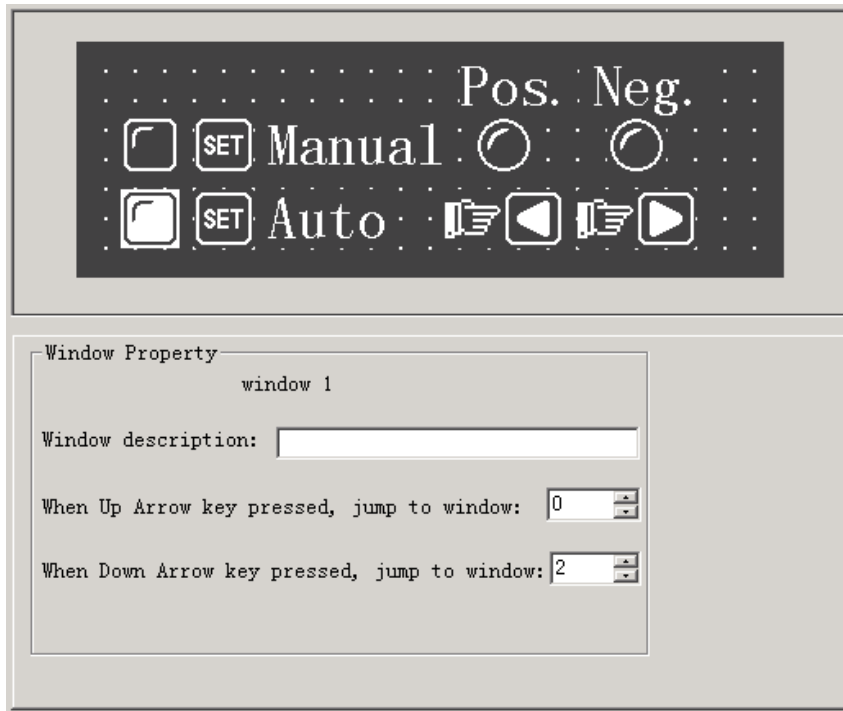 Pos. Neg.
SET Manual
SET Auto
Window Property
window 1
Window description:
When Up Arrow key pressed, jump to window: 0
When Down Arrow key pressed, jump to window: 2